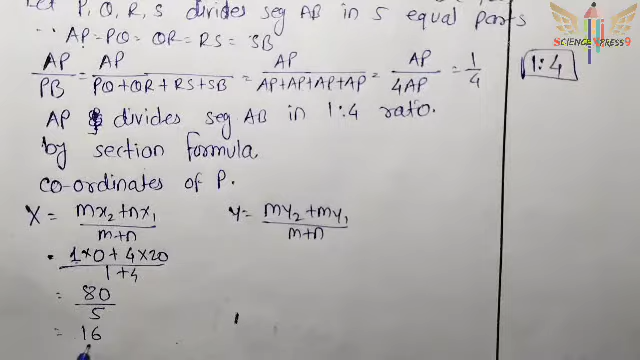 Let P, Q, R, S divides seg AB in 5 equal parts
∴ AP = PQ = QR = RS = SB
AP/PB = AP/(PQ+QR+RS+SB) = AP/(AP+AP+AP+AP) = AP/4AP = 1/4
1:4
AP divides seg AB in 1:4 rato.
by section formula
co-ordinates of P.
X = (mx₂+nx₁)/(m+n)
y = (my₂+my₁)/(m+n)
1×0 + 4×20/1+4
= 80/5
= 16
SCIENCE XPRESS 9